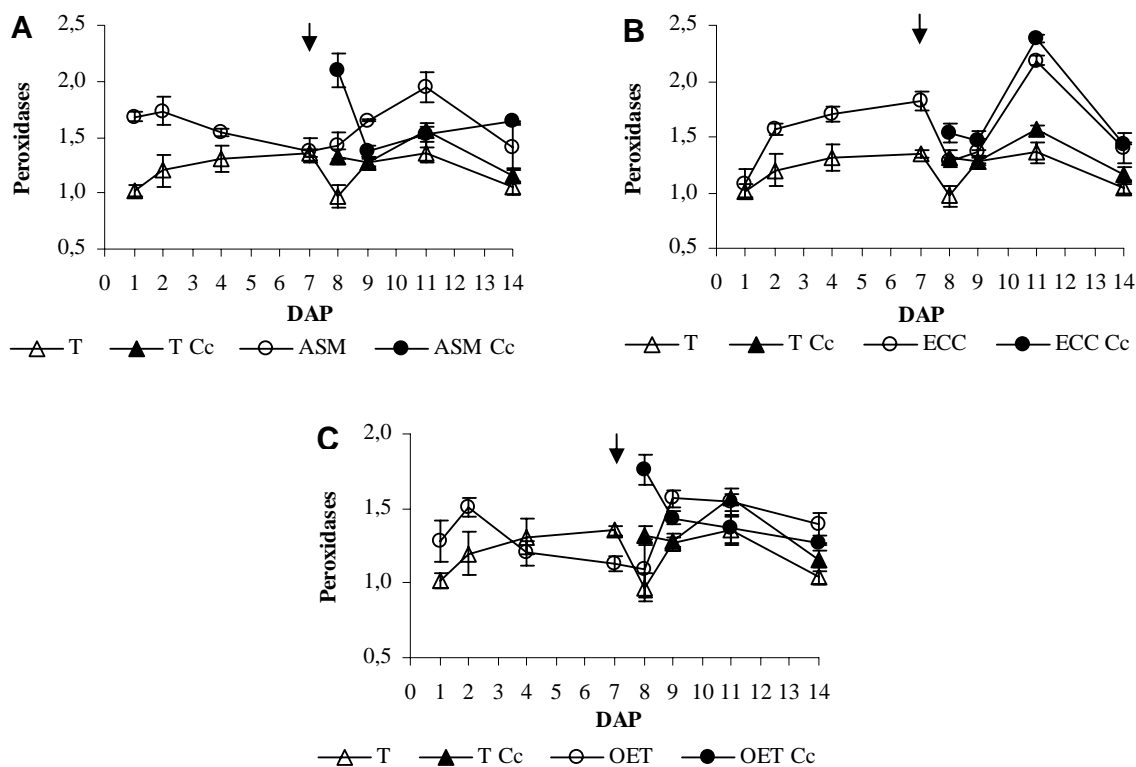 A
2,5
2,0
1,5
1,0
0,5
Peroxidases
0 1 2 3 4 5 6 7 8 9 10 11 12 13 14
DAP
T T Cc ASM ASM Cc
B
2,5
2,0
1,5
1,0
0,5
Peroxidases
0 1 2 3 4 5 6 7 8 9 10 11 12 13 14
DAP
T T Cc ECC ECC Cc
C
2,0
1,5
1,0
0,5
Peroxidases
0 1 2 3 4 5 6 7 8 9 10 11 12 13 14
DAP
T T Cc OET OET Cc